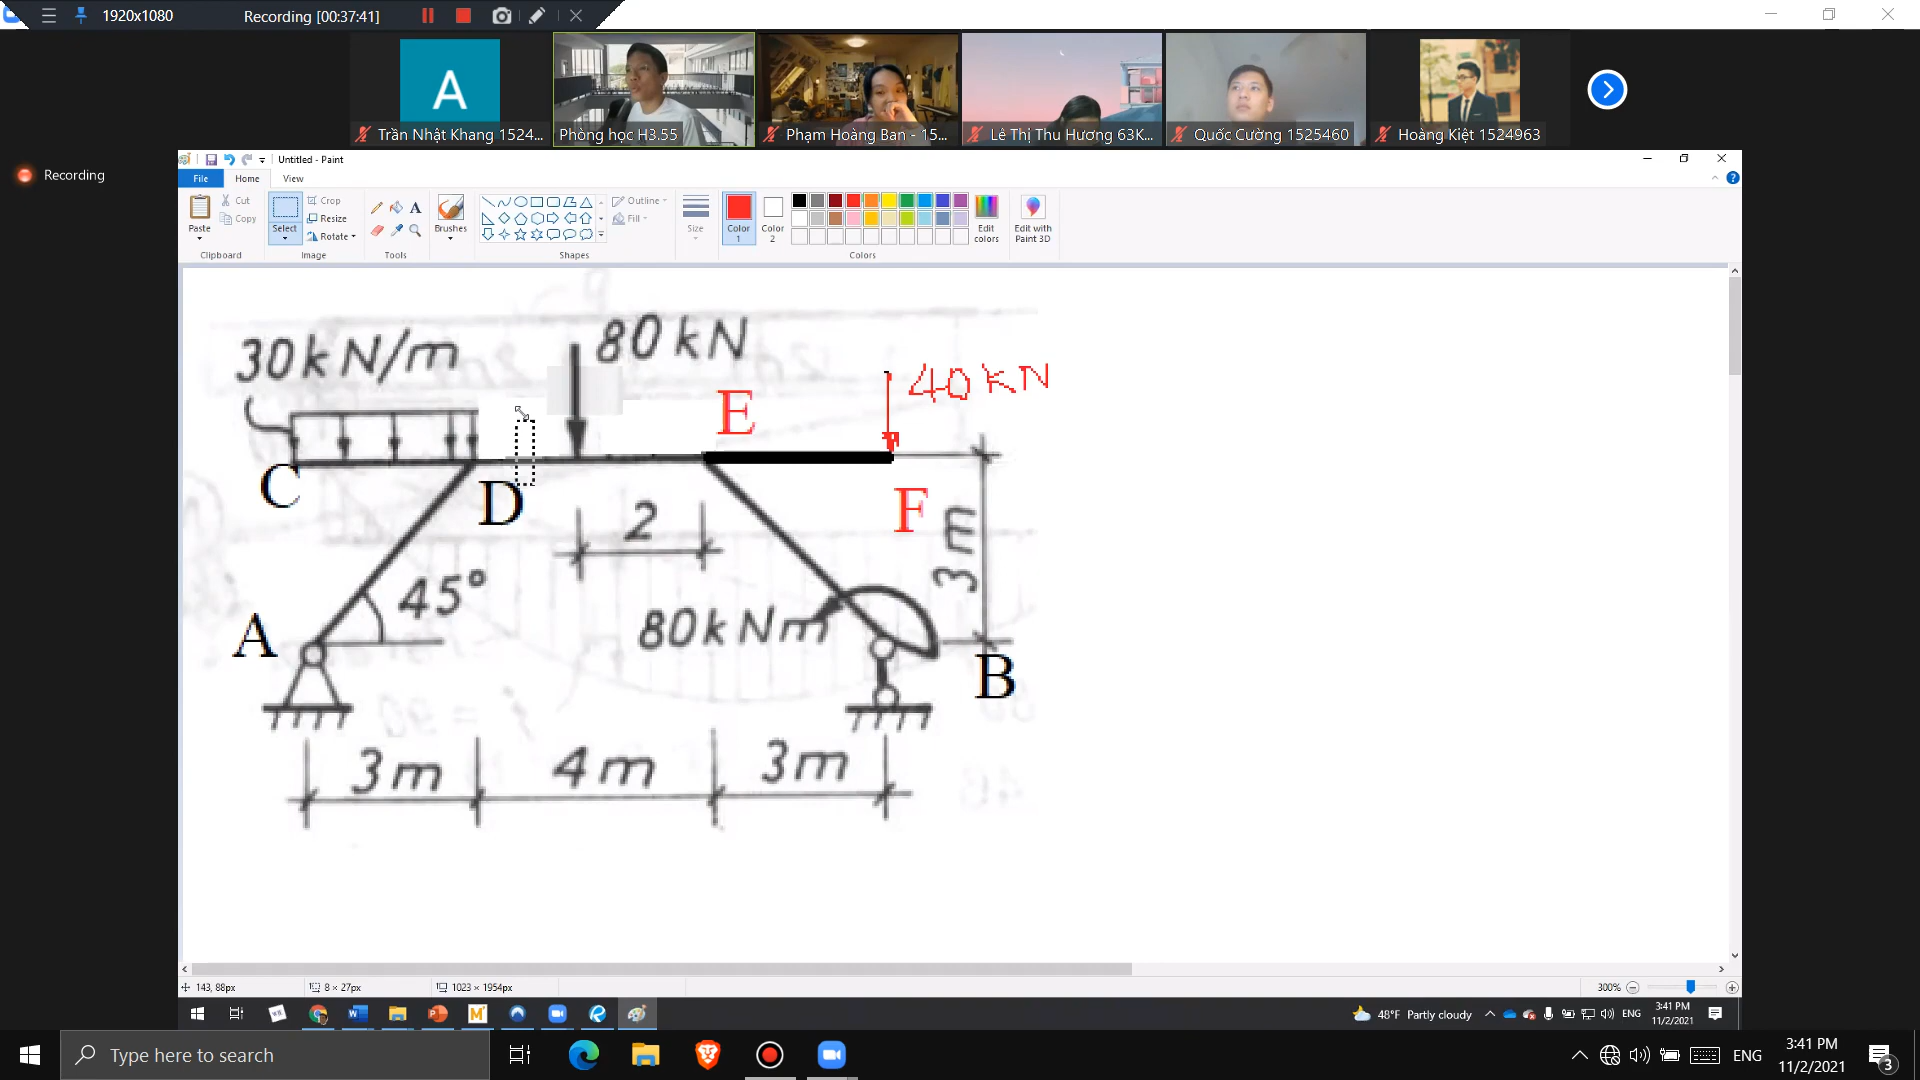 1920x1080
Recording [00:37:41]
A
Trần Nhật Khang 1524...
Phòng học H3.55
Phạm Hoàng Ban - 15...
Lê Thị Thu Hương 63K...
Quốc Cường 1525460
Hoàng Kiệt 1524963
Recording
Untitled - Paint
File
Home
View
Paste
Cut
Copy
Clipboard
Select
Crop
Resize
Rotate
Image
A
Tools
Brushes
Outline
Fill
Shapes
Size
Color
1
Color
2
Edit
colors
Colors
Edit with
Paint 3D
30kN/m
80kN
40KN
E
C
D
F
2
3m
45°
80kNm
A
B
3m
4m
3m
143, 88px
8 × 27px
1023 × 1954px
300%
48°F Partly cloudy
ENG
3:41 PM
11/2/2021
Type here to search
ENG
3:41 PM
11/2/2021
3